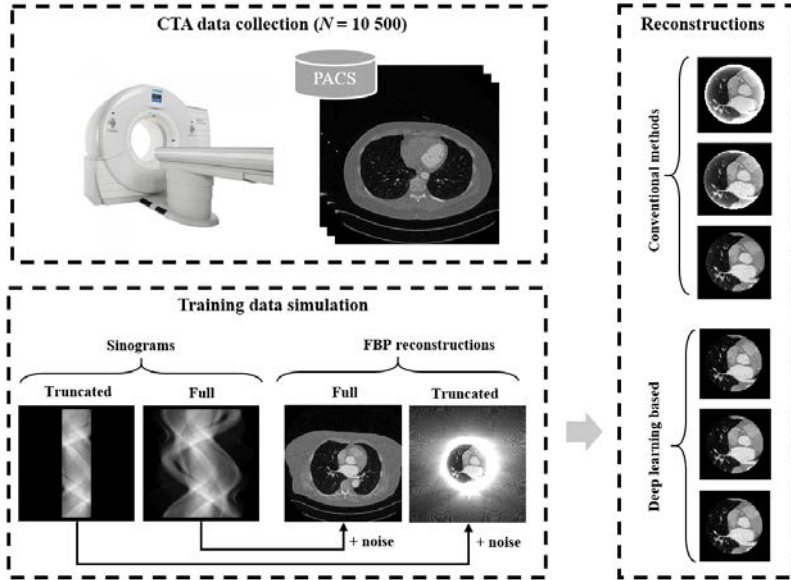 CTA data collection (N = 10 500)
PACS
Training data simulation
Sinograms
FBP reconstructions
Truncated
Full
Full
Truncated
+ noise
+ noise
Reconstructions
Conventional methods
Deep learning based